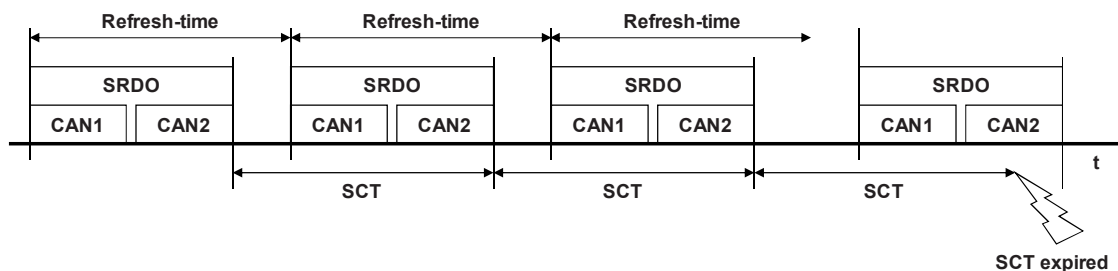 Refresh-time Refresh-time Refresh-time
SRDO SRDO SRDO SRDO
CAN1 CAN2 CAN1 CAN2 CAN1 CAN2 CAN1 CAN2
t
SCT SCT SCT
SCT expired